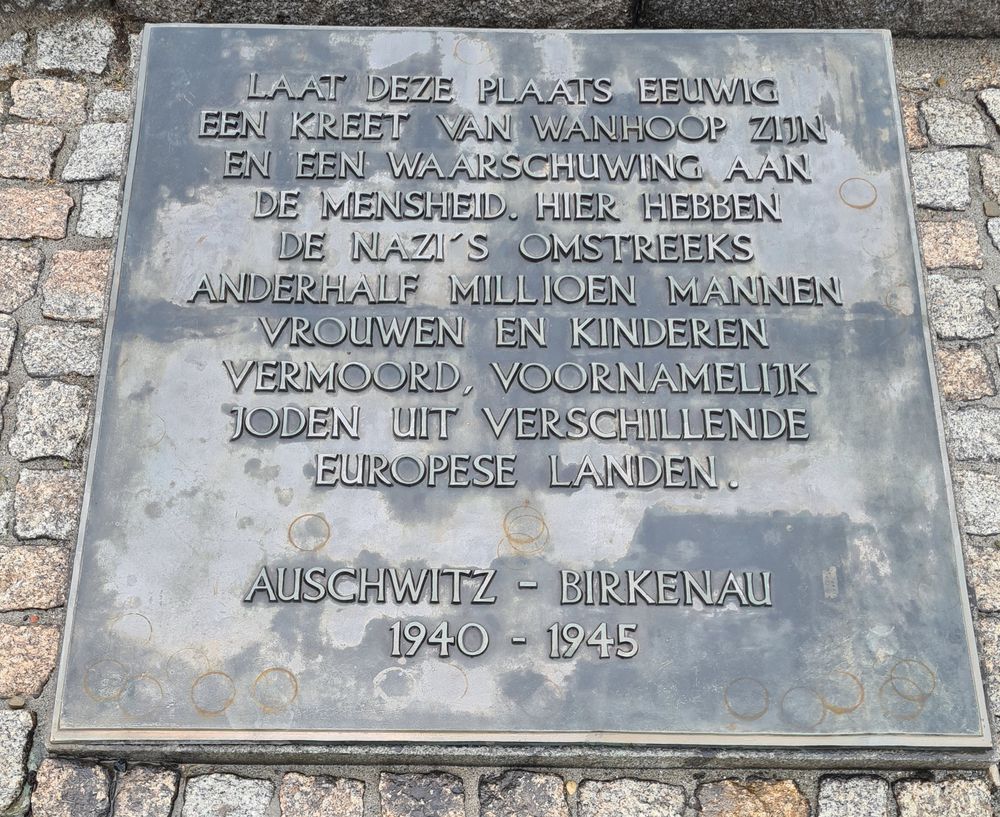 LAAT DEZE PLAATS EEUWIG
EEN KREET VAN WANHOOP ZIJN
EN EEN WAARSCHUWING AAN
DE MENSHEID. HIER HEBBEN
DE NAZI´S OMSTREEKS
ANDERHALF MILLIOEN MANNEN
VROUWEN EN KINDEREN
VERMOORD, VOORNAMELIJK
JODEN UIT VERSCHILLENDE
EUROPESE LANDEN.
AUSCHWITZ - BIRKENAU
1940 - 1945